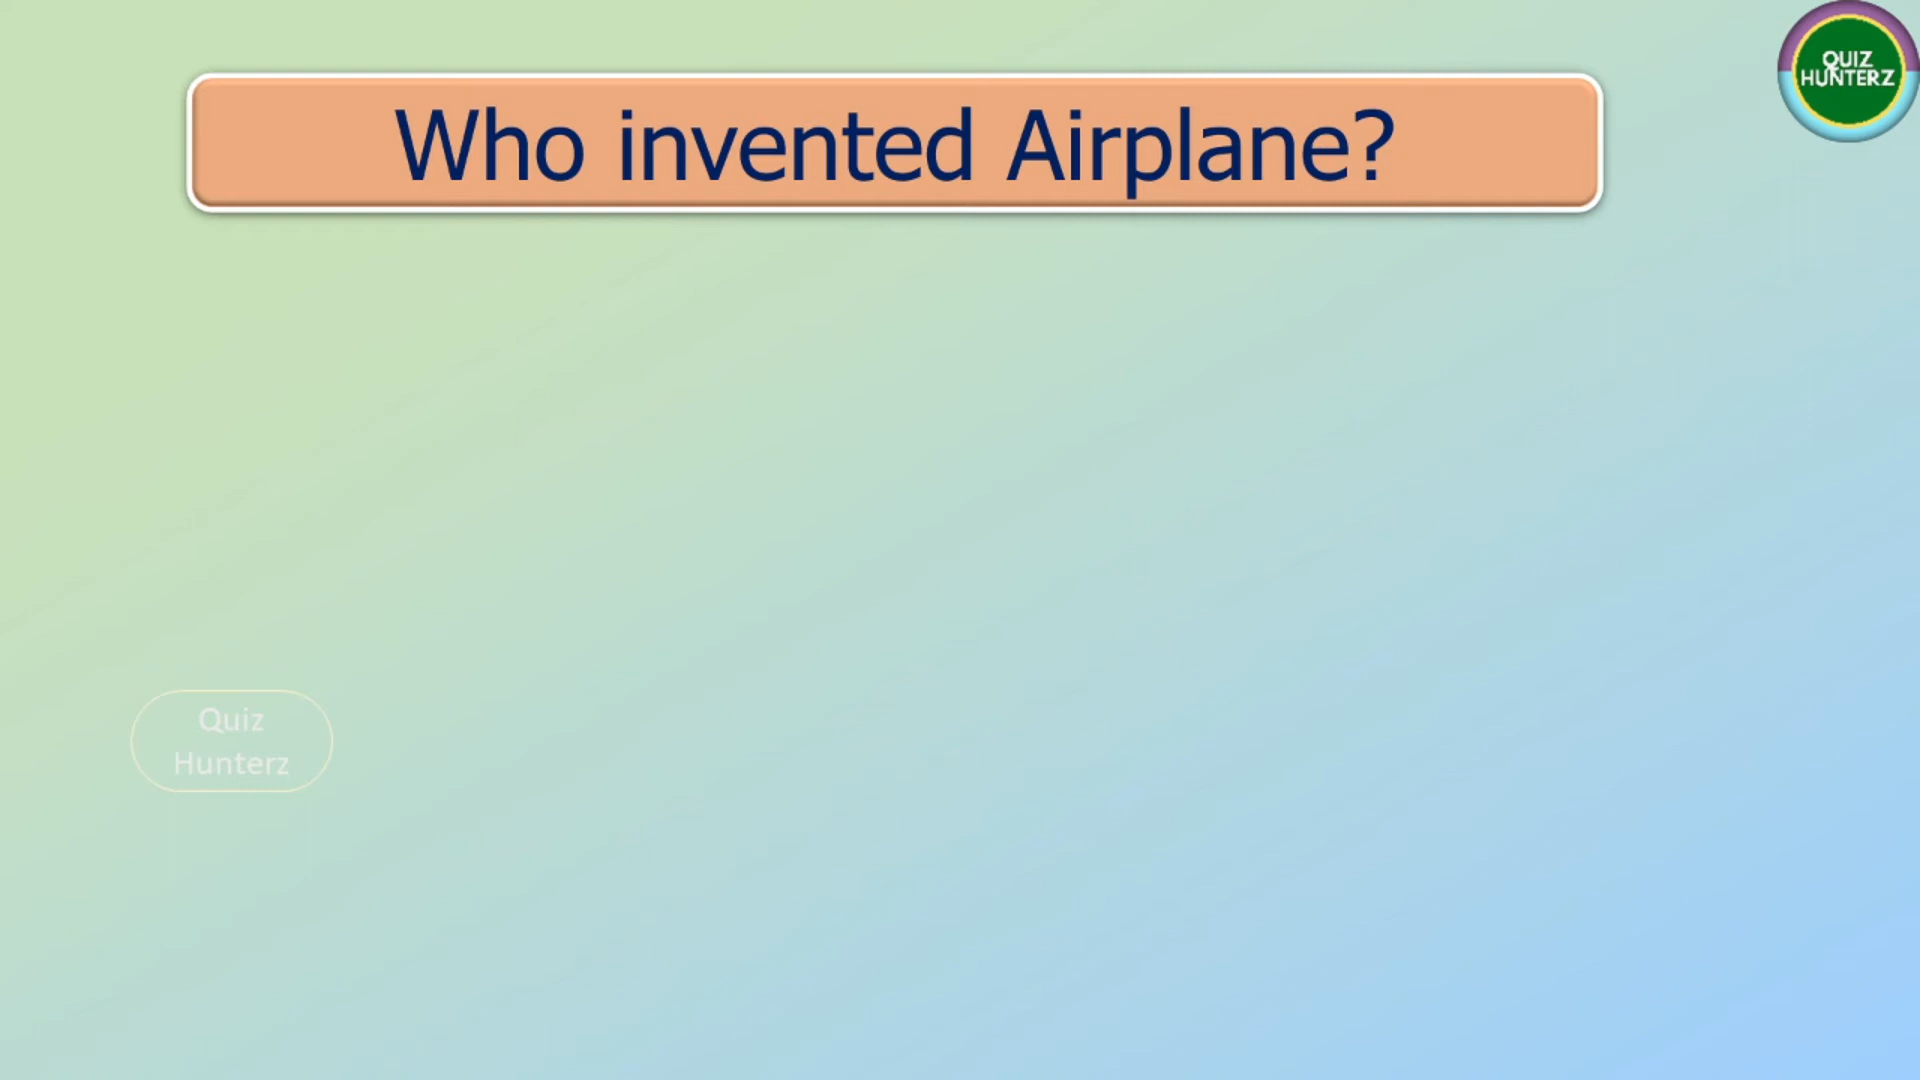 Who invented Airplane?
QUIZ
HUNTERZ
Quiz
Hunterz